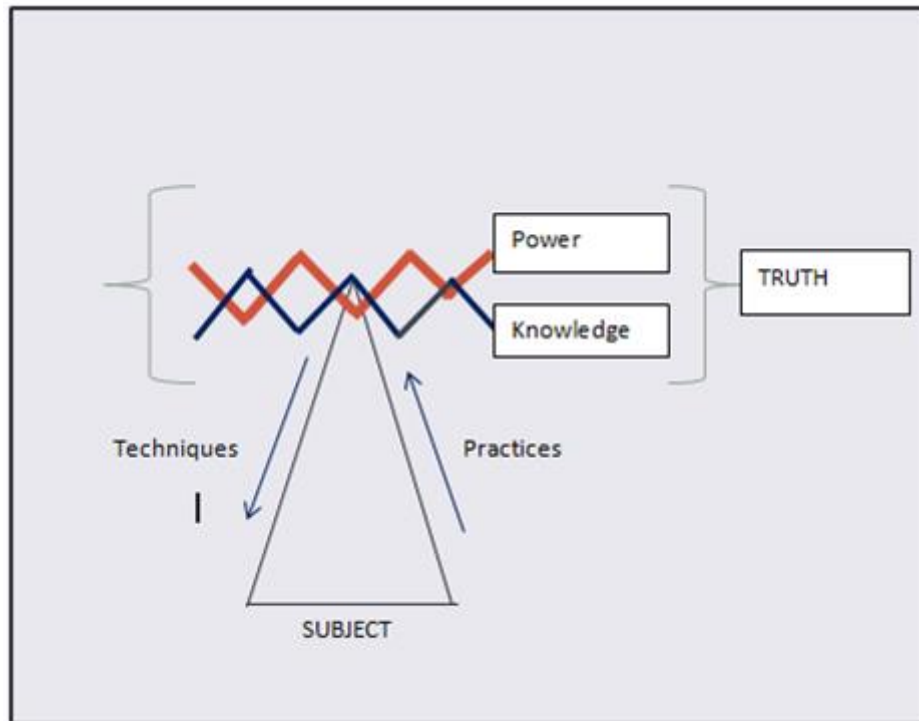 Power
TRUTH
Knowledge
Techniques
Practices
SUBJECT